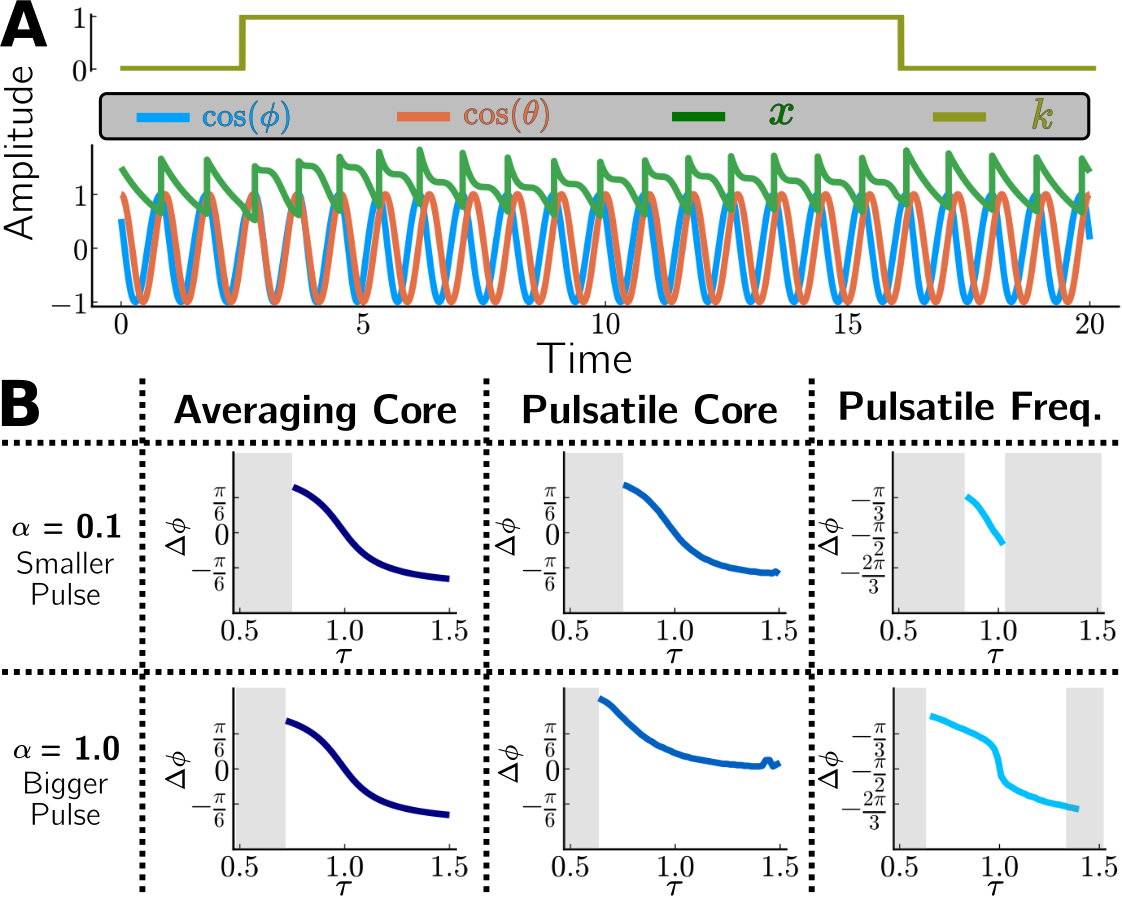 A
1
0
Amplitude
cos(ϕ) cos(θ) x k
1
0
−1
0 5 10 15 20
Time
B
Averaging Core Pulsatile Core Pulsatile Freq.
α = 0.1
Smaller
Pulse
Δϕ
π/6
0
−π/6
0.5 1.0 1.5
τ
Δϕ
π/6
0
−π/6
0.5 1.0 1.5
τ
Δϕ
−π/3
−π/2
−2π/3
0.5 1.0 1.5
τ
α = 1.0
Bigger
Pulse
Δϕ
π/6
0
−π/6
0.5 1.0 1.5
τ
Δϕ
π/6
0
−π/6
0.5 1.0 1.5
τ
Δϕ
−π/3
−π/2
−2π/3
0.5 1.0 1.5
τ